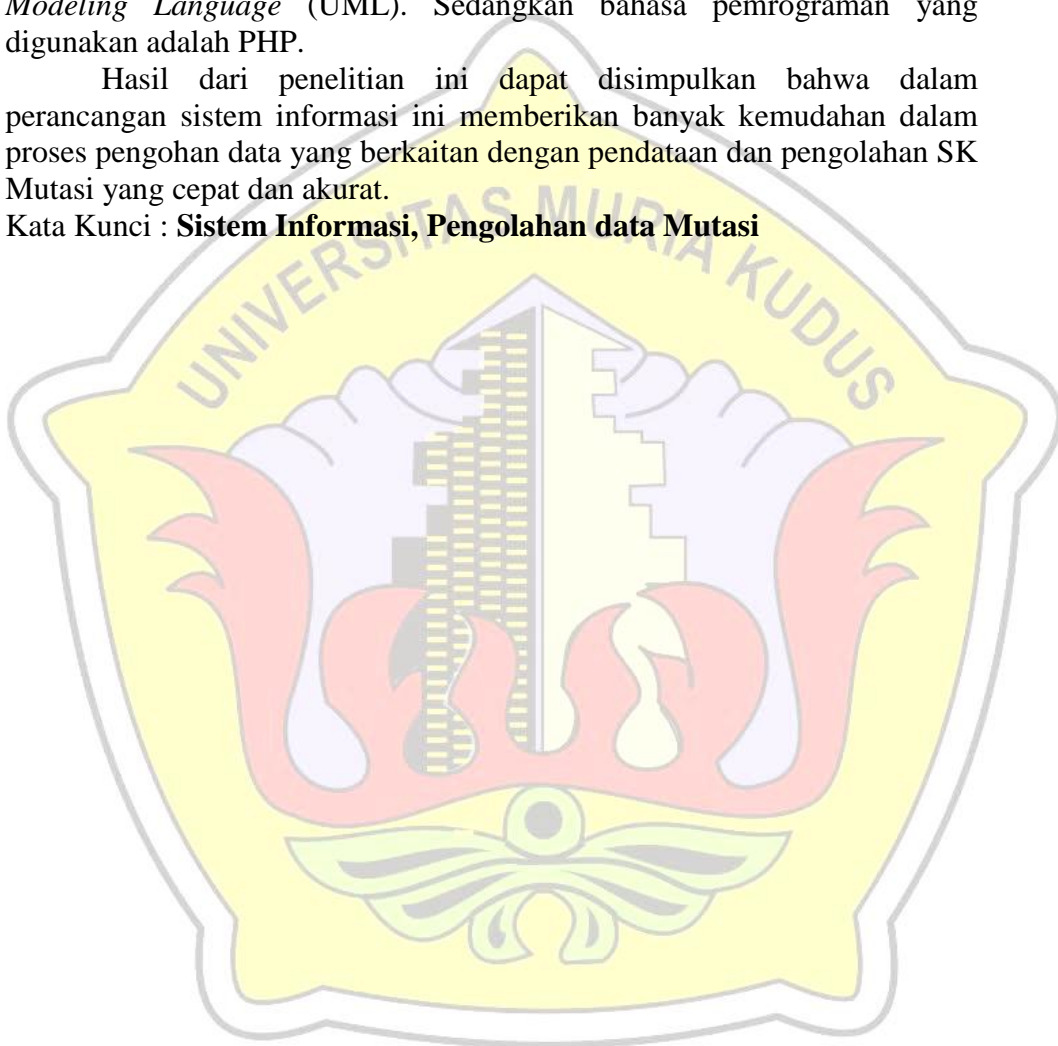 Modeling Language (UML). Sedangkan bahasa pemrograman yang
digunakan adalah PHP.
Hasil dari penelitian ini dapat disimpulkan bahwa dalam
perancangan sistem informasi ini memberikan banyak kemudahan dalam
proses pengohan data yang berkaitan dengan pendataan dan pengolahan SK
Mutasi yang cepat dan akurat.
Kata Kunci : Sistem Informasi, Pengolahan data Mutasi
UNIVERSITAS MURIA KUDUS